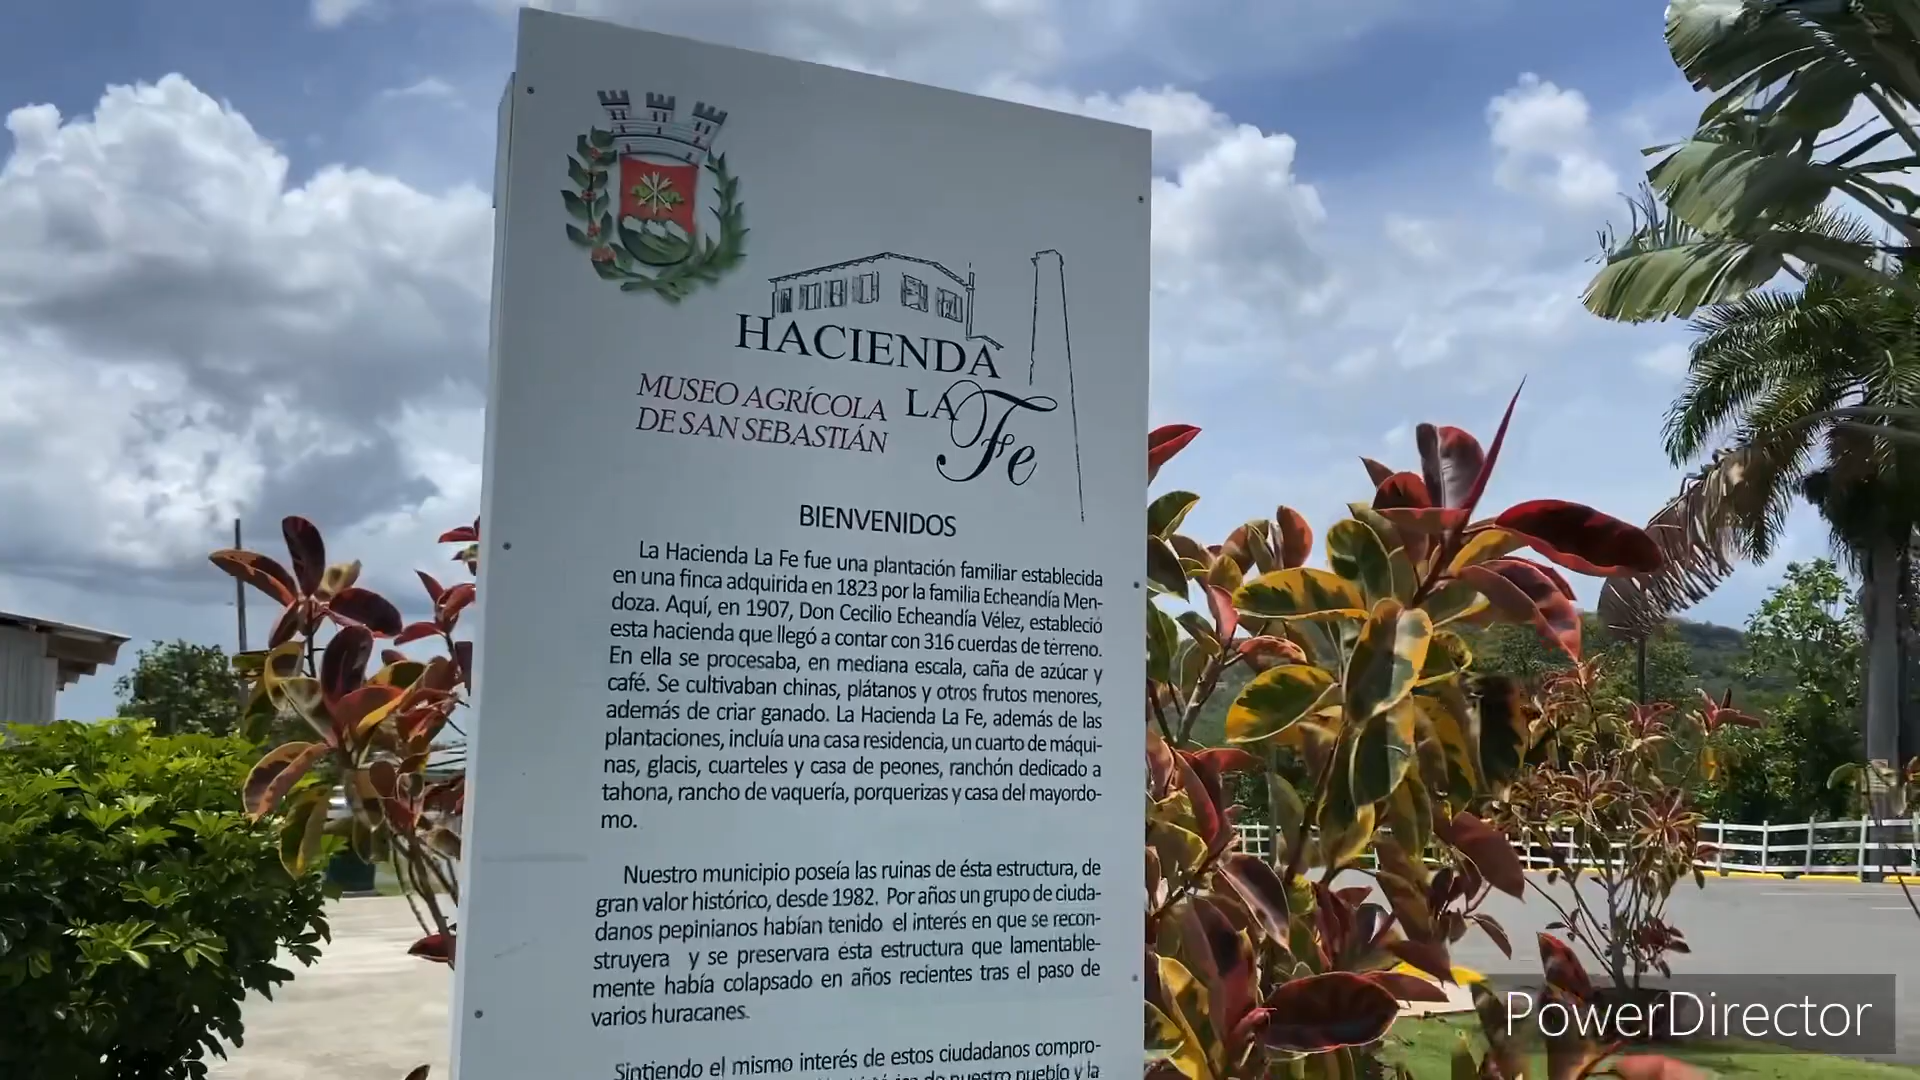 HACIENDA
LA Fe
MUSEO AGRÍCOLA
DE SAN SEBASTIÁN
BIENVENIDOS
La Hacienda La Fe fue una plantación familiar establecida
en una finca adquirida en 1823 por la familia Echeandía Men-
doza. Aquí, en 1907, Don Cecilio Echeandía Vélez, estableció
esta hacienda que llegó a contar con 316 cuerdas de terreno.
En ella se procesaba, en mediana escala, caña de azúcar y
café. Se cultivaban chinas, plátanos y otros frutos menores,
además de criar ganado. La Hacienda La Fe, además de las
plantaciones, incluía una casa residencia, un cuarto de máqui-
nas, glacis, cuarteles y casa de peones, ranchón dedicado a
tahona, rancho de vaquería, porquerizas y casa del mayordo-
mo.
Nuestro municipio poseía las ruinas de ésta estructura, de
gran valor histórico, desde 1982. Por años un grupo de ciuda-
danos pepinianos habían tenido el interés en que se recon-
struyera y se preservara esta estructura que lamentable-
mente había colapsado en años recientes tras el paso de
varios huracanes.
Sintiendo el mismo interés de estos ciudadanos compro-
de nuestro pueblo y la
PowerDirector